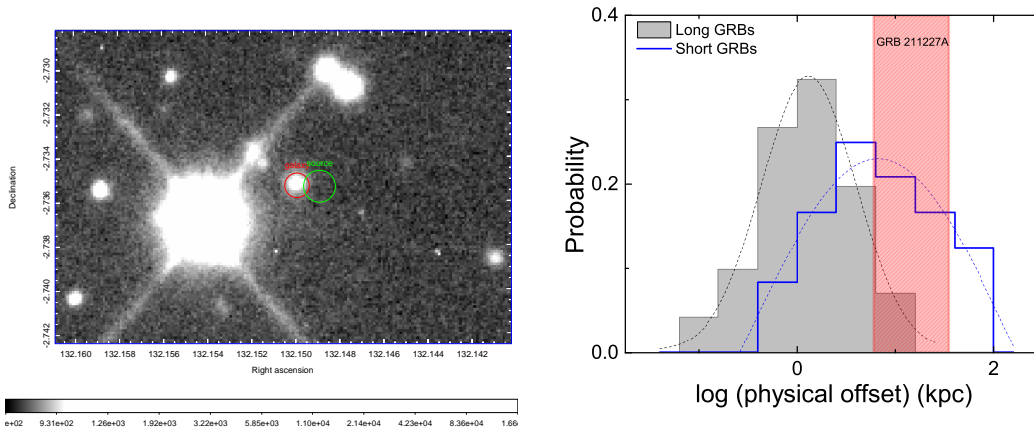 -2.730
-2.732
-2.734
-2.736
-2.738
-2.740
-2.742
Declination
source
132.160 132.158 132.156 132.154 132.152 132.150 132.148 132.146 132.144 132.142
Right ascension
e+02 9.31e+02 1.26e+03 1.92e+03 3.22e+03 5.85e+03 1.10e+04 2.14e+04 4.23e+04 8.36e+04 1.66
0.4
Long GRBs
Short GRBs
GRB 211227A
Probability
0.2
0.0
0 2
log (physical offset) (kpc)